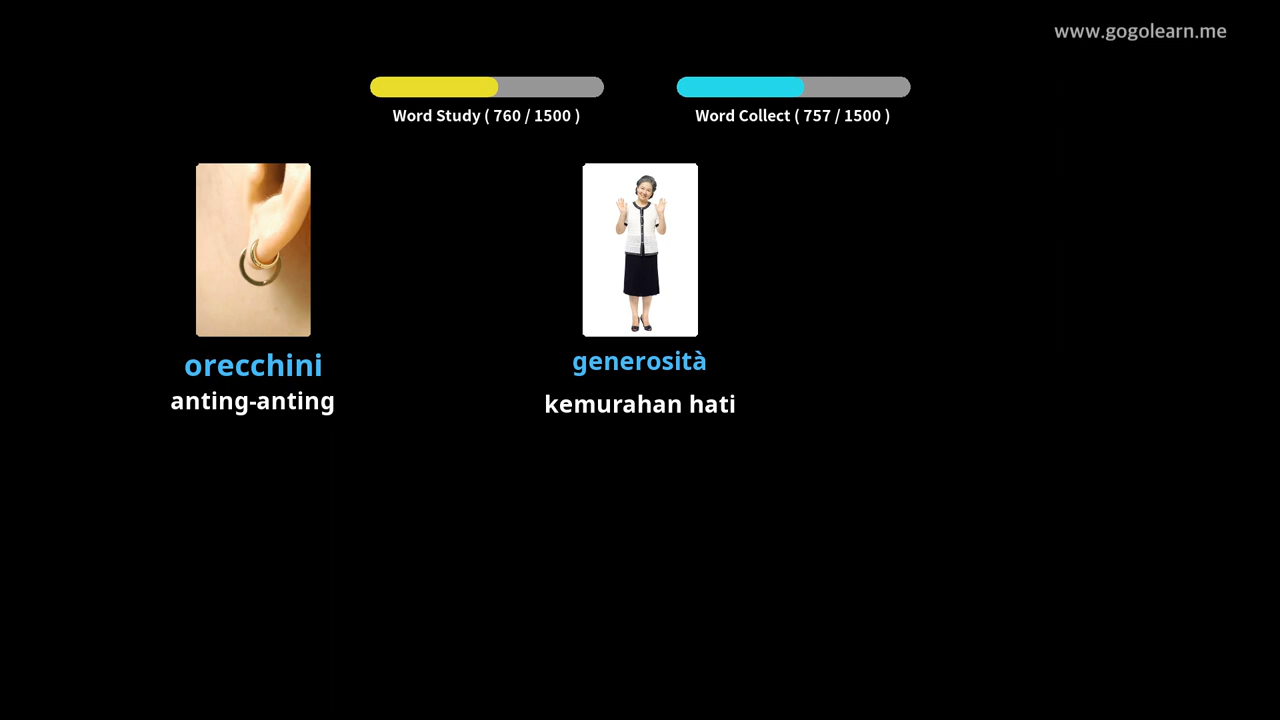 www.gogolearn.me
Word Study ( 760 / 1500 )
Word Collect ( 757 / 1500 )
orecchini
anting-anting
generosità
kemurahan hati